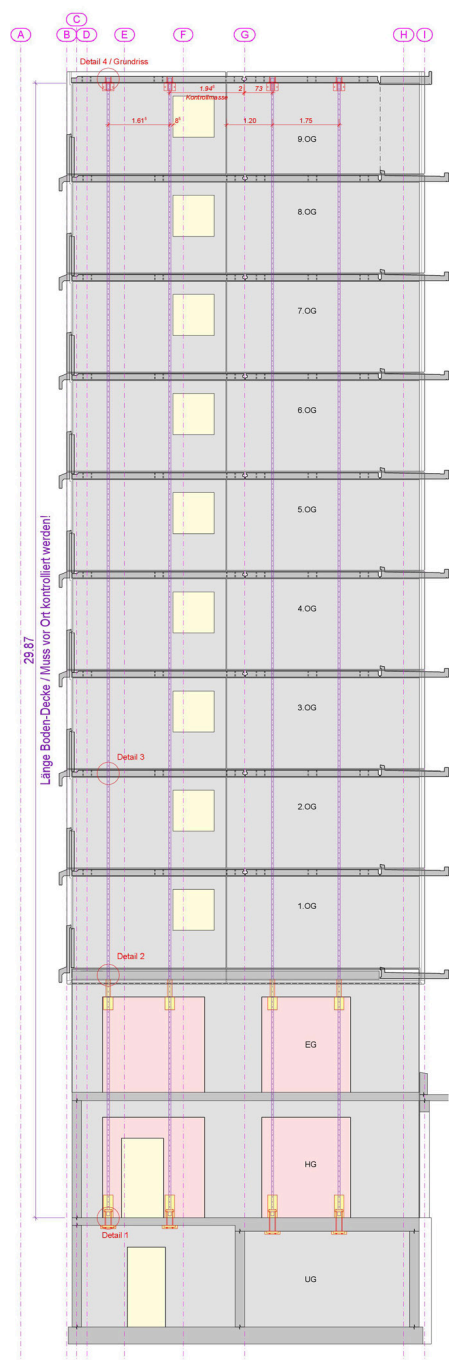 A
B
C
D
E
F
G
H
I
Detail 4 / Grundriss
1.94⁵ 2 73
Kontrollmasse
1.61⁵ 8⁵ 1.20 1.75
9.OG
8.OG
7.OG
6.OG
5.OG
4.OG
3.OG
Detail 3
2.OG
1.OG
Detail 2
29.87
Länge Boden-Decke / Muss vor Ort kontrolliert werden!
EG
HG
Detail 1
UG